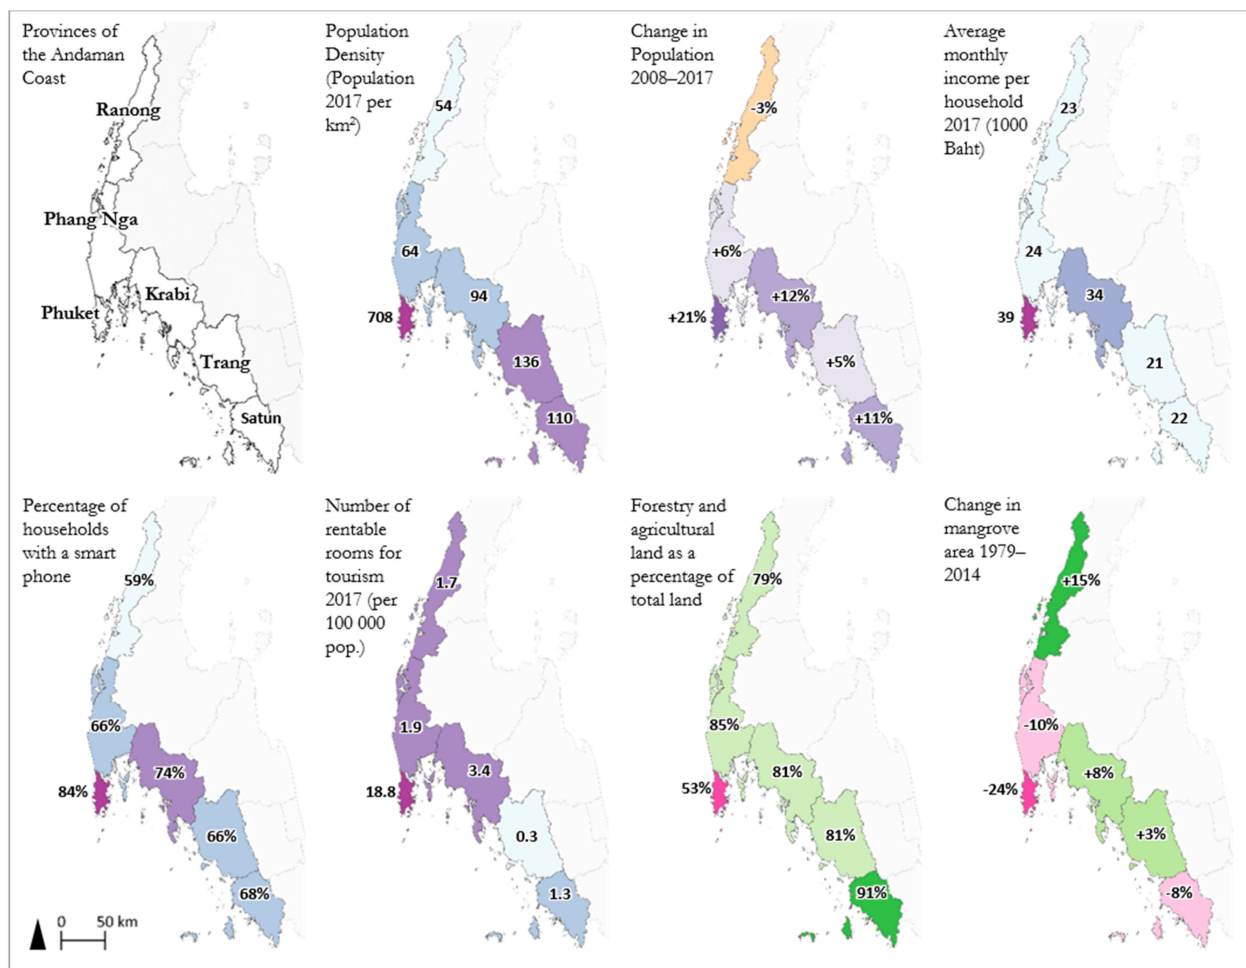 Provinces of
the Andaman
Coast
Ranong
Phang Nga
Phuket
Krabi
Trang
Satun
Population
Density
(Population
2017 per
km²)
54
64
94
708
136
110
Change in
Population
2008–2017
-3%
+6%
+12%
+21%
+5%
+11%
Average
monthly
income per
household
2017 (1000
Baht)
23
24
34
39
21
22
Percentage of
households
with a smart
phone
59%
66%
74%
84%
66%
68%
0 50 km
Number of
rentable
rooms for
tourism
2017 (per
100 000
pop.)
1.7
1.9
3.4
18.8
0.3
1.3
Forestry and
agricultural
land as a
percentage of
total land
79%
85%
81%
53%
81%
91%
Change in
mangrove
area 1979–
2014
+15%
-10%
+8%
-24%
+3%
-8%